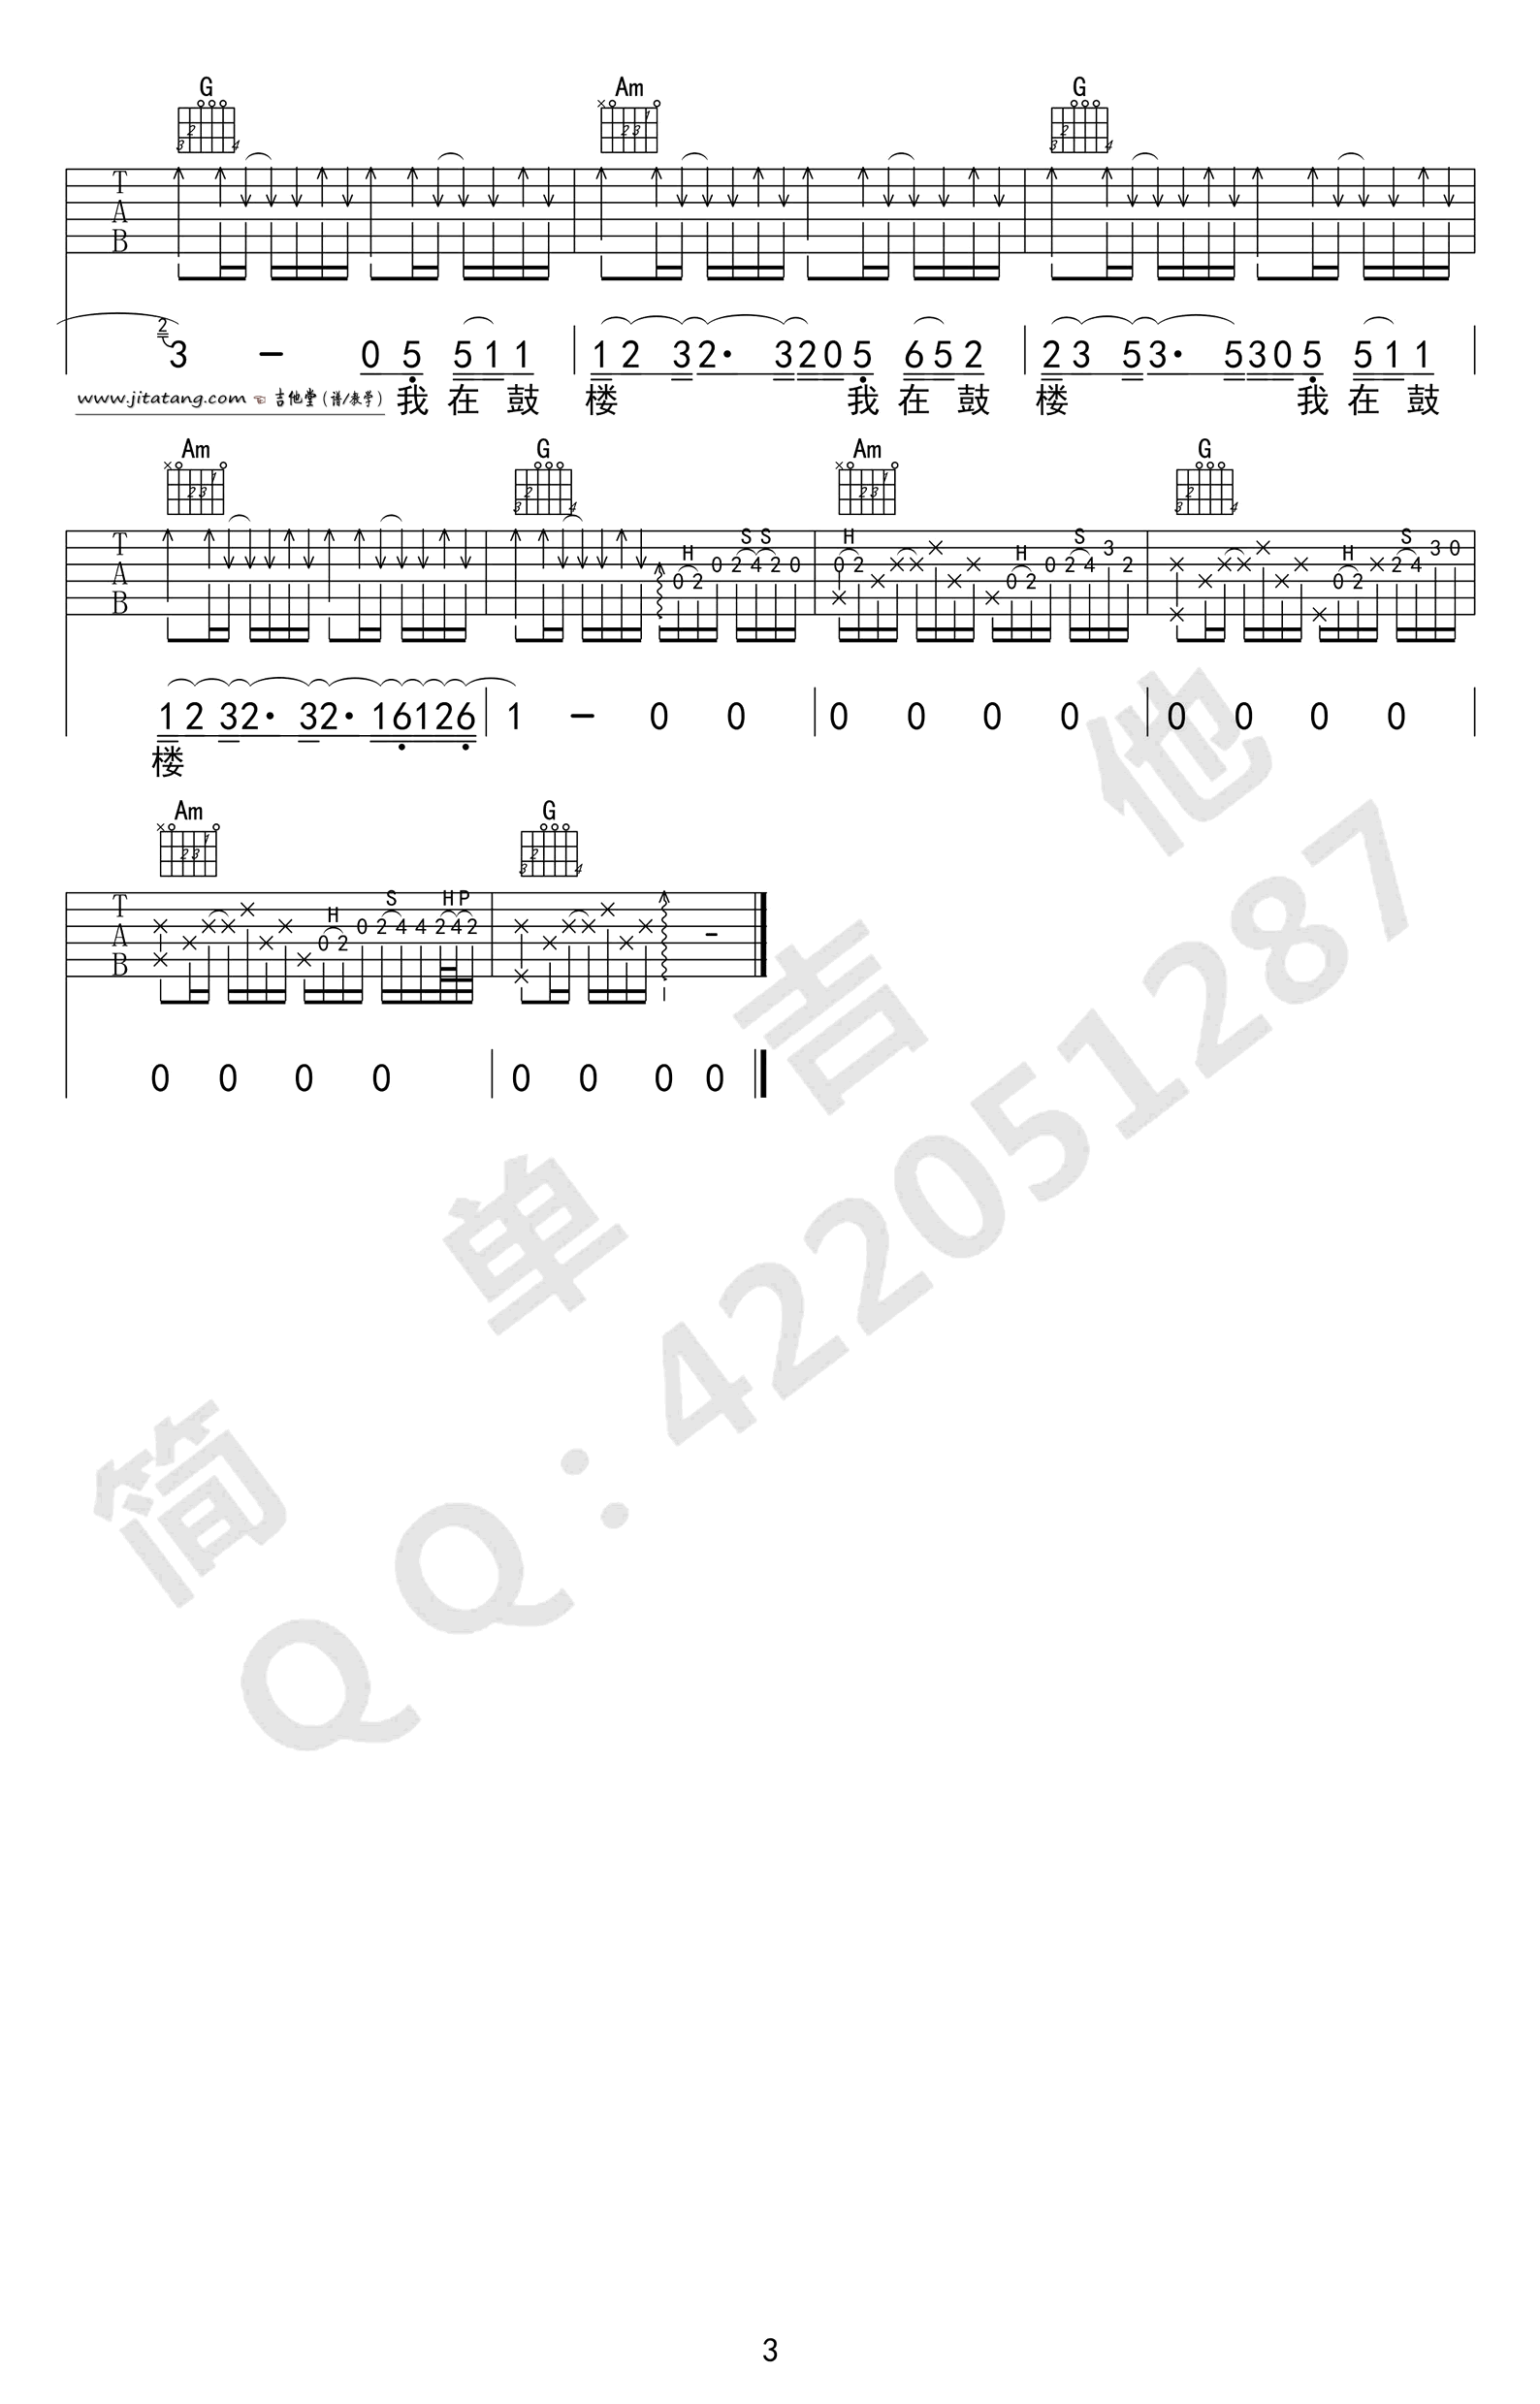 G Am G
T
A
B
2
3 – 0 5 5 1 1 1 2 3 2· 3 2 0 5 6 5 2 2 3 5 3· 5 3 0 5 5 1 1
www.jitatang.com ☜ 吉他堂(谱/教学) 我 在 鼓 楼 我 在 鼓 楼 我 在 鼓
Am G Am G
H S S H H S H S
T
A
B
0 2 0 2 4 2 0 0 2 0 2 0 2 4 3 2 0 2 2 4 3 0
1 2 3 2· 3 2· 1 6 1 2 6 1 – 0 0 0 0 0 0 0 0 0 0
楼
Am G
H S H P
T
A
B
0 2 0 2 4 4 2 4 2 –
0 0 0 0 0 0 0 0
简 单 吉 他
QQ:422051287
3